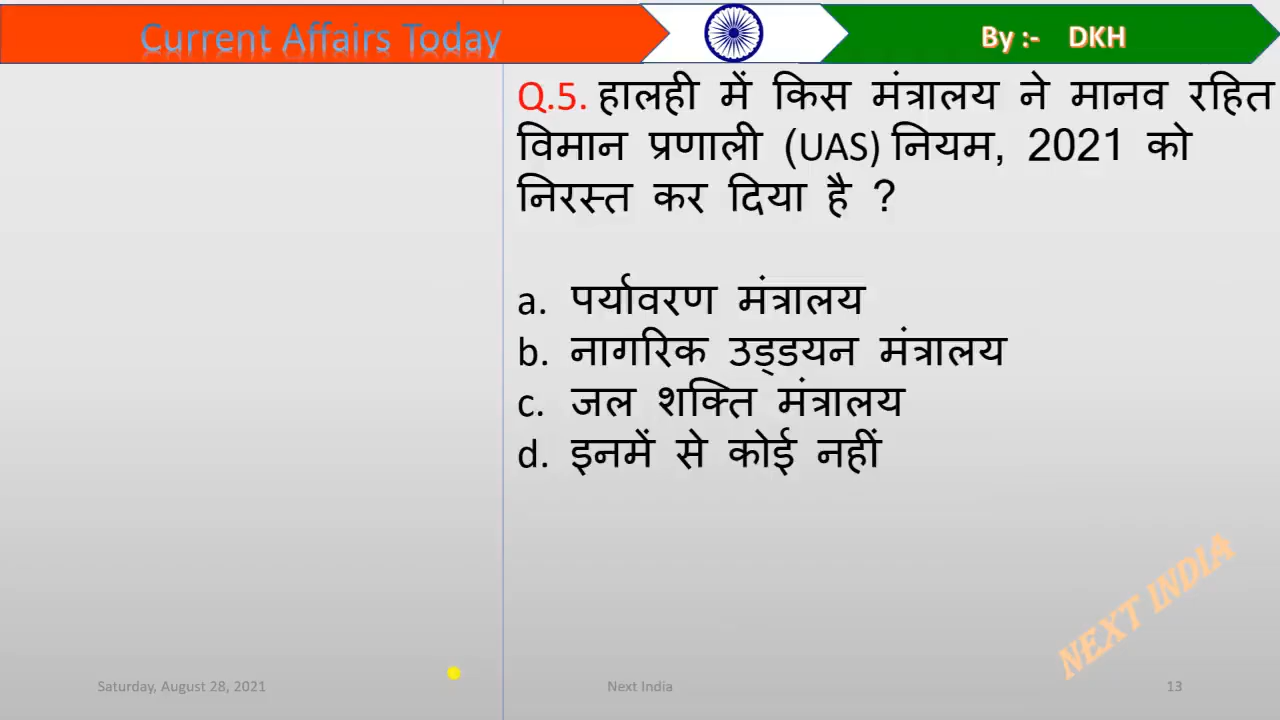 Current Affairs Today
By :- DKH
Q.5. हालही में किस मंत्रालय ने मानव रहित
विमान प्रणाली (UAS) नियम, 2021 को
निरस्त कर दिया है ?
a. पर्यावरण मंत्रालय
b. नागरिक उड्डयन मंत्रालय
c. जल शक्ति मंत्रालय
d. इनमें से कोई नहीं
NEXT INDIA
Saturday, August 28, 2021
Next India
13